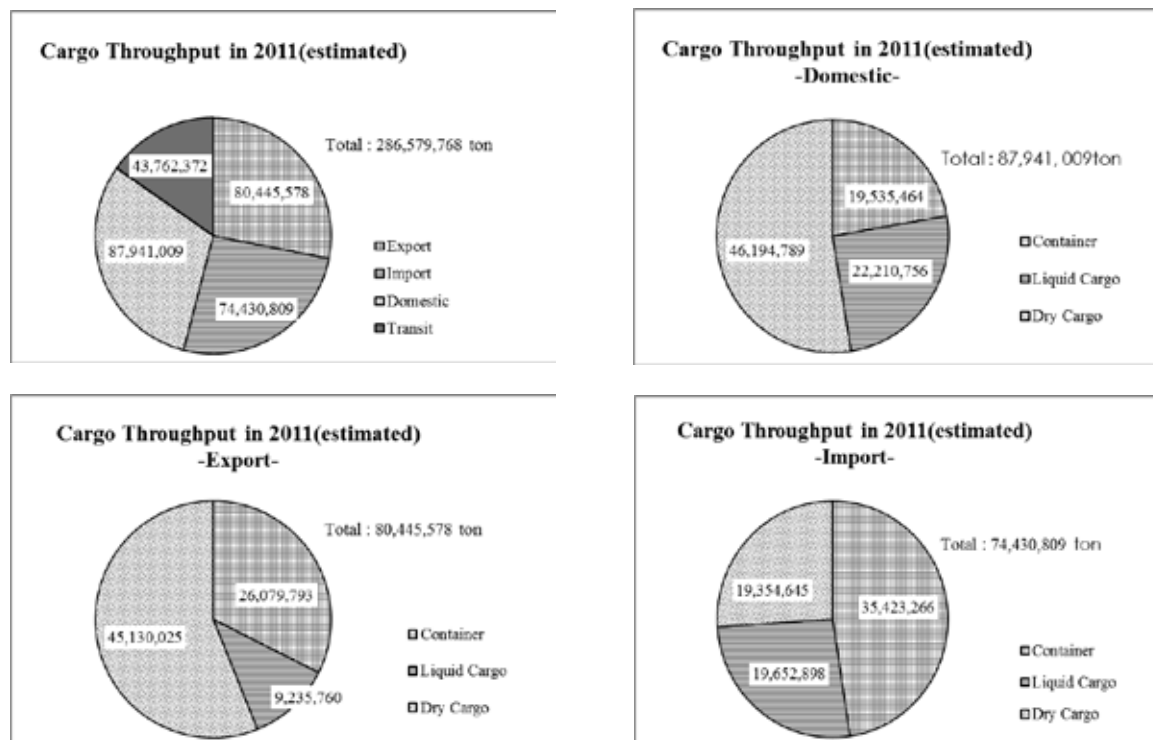 Cargo Throughput in 2011(estimated)
Total : 286,579,768 ton
43,762,372
80,445,578
87,941,009
74,430,809
Export
Import
Domestic
Transit
Cargo Throughput in 2011(estimated)
-Domestic-
Total : 87,941,009ton
19,535,464
46,194,789
22,210,756
Container
Liquid Cargo
Dry Cargo
Cargo Throughput in 2011(estimated)
-Export-
Total : 80,445,578 ton
26,079,793
45,130,025
9,235,760
Container
Liquid Cargo
Dry Cargo
Cargo Throughput in 2011(estimated)
-Import-
Total : 74,430,809 ton
19,354,645
35,423,266
19,652,898
Container
Liquid Cargo
Dry Cargo